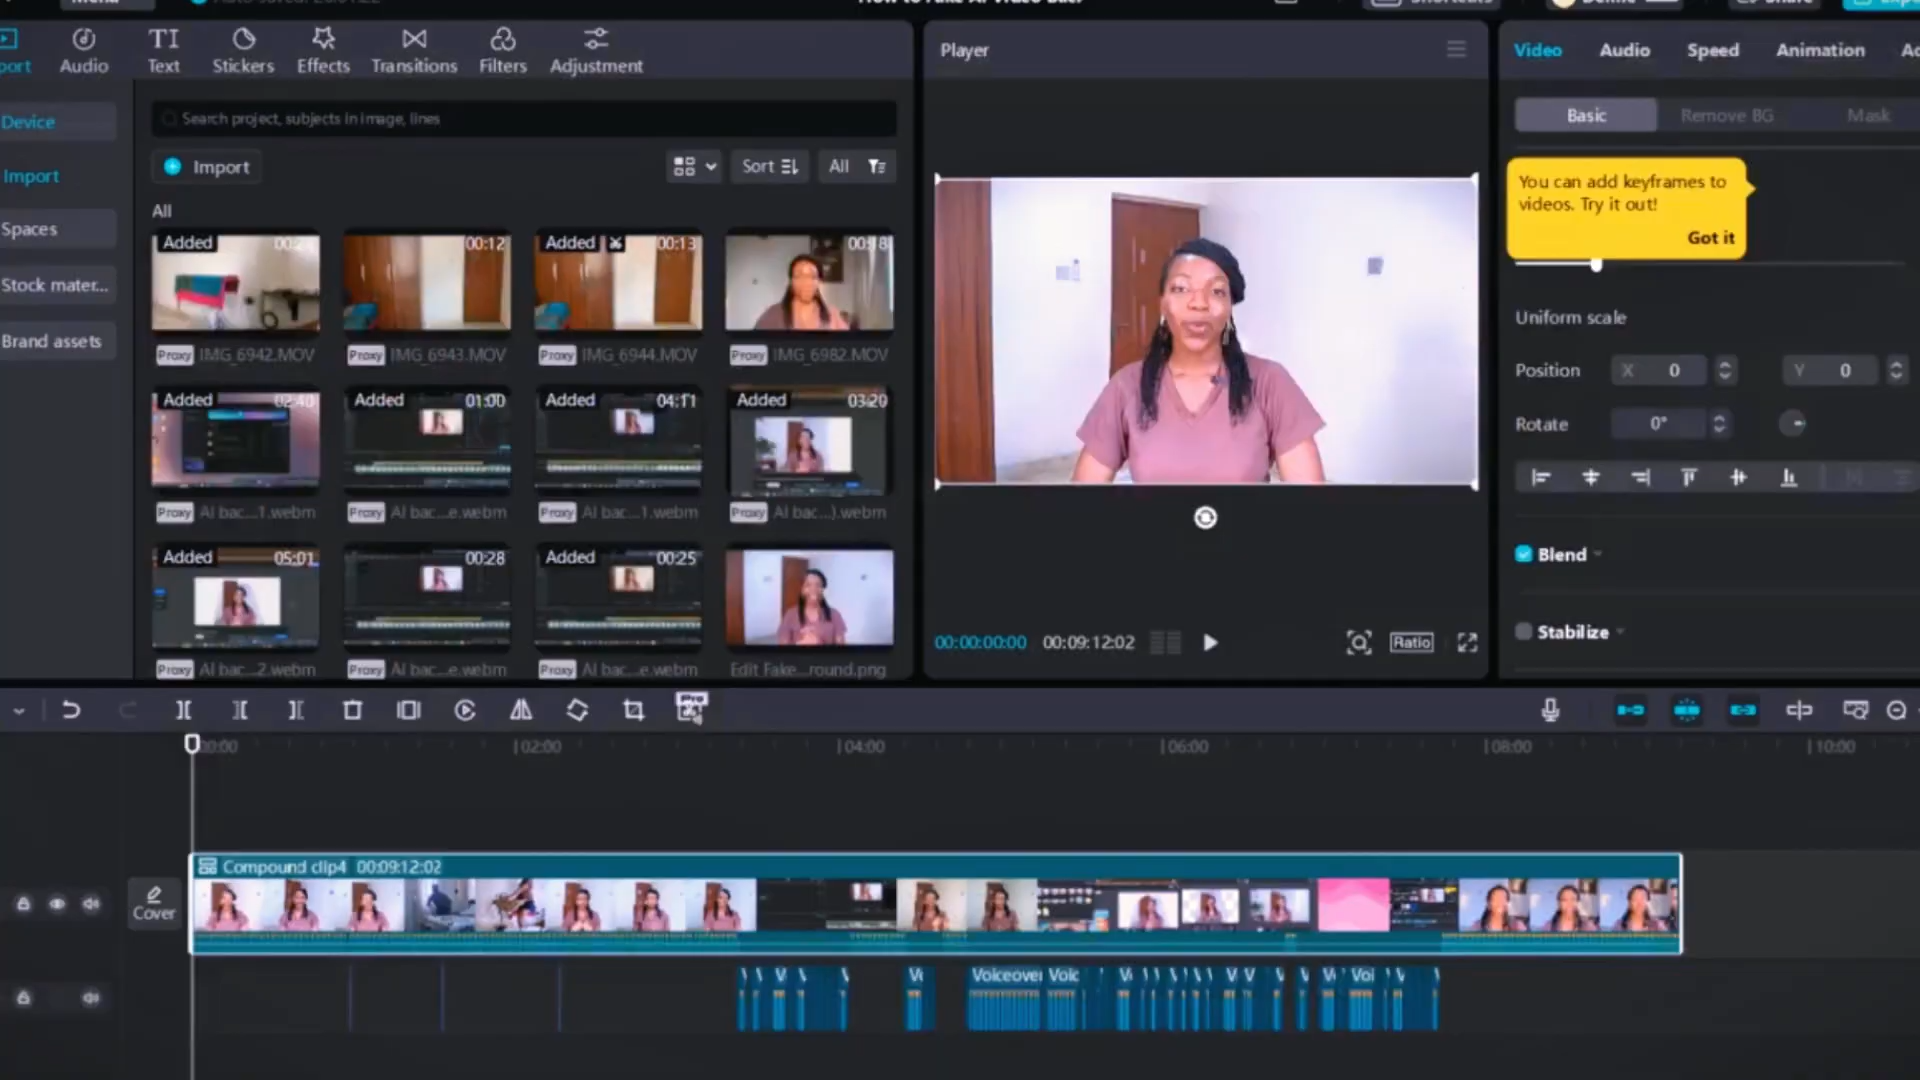 Menu
Share
Audio
Text
Stickers
Effects
Transitions
Filters
Adjustment
Player
Video
Audio
Speed
Animation
Device
Import
Spaces
Stock mater...
Brand assets
Search project, subjects in image, lines
Import
Sort
All
All
Added
00:12
Added
00:13
Proxy IMG_6942.MOV
Proxy IMG_6943.MOV
Proxy IMG_6944.MOV
Proxy IMG_6982.MOV
Added
02:40
Added
01:00
Added
04:11
Added
03:20
Proxy AI bac...1.webm
Proxy AI bac...e.webm
Proxy AI bac...1.webm
Proxy AI bac...).webm
Added
05:01
00:28
Added
00:25
Proxy AI bac...2.webm
Proxy AI bac...e.webm
Proxy AI bac...e.webm
Edit Fake...round.png
00:00:00:00
00:09:12:02
Ratio
Basic
Remove BG
Mask
You can add keyframes to
videos. Try it out!
Got it
Uniform scale
Position
X 0
Y 0
Rotate
0°
Blend
Stabilize
Pro
00:00
02:00
04:00
06:00
08:00
10:00
Cover
Compound clip4 00:09:12:02
Voiceover
Voic
Voi